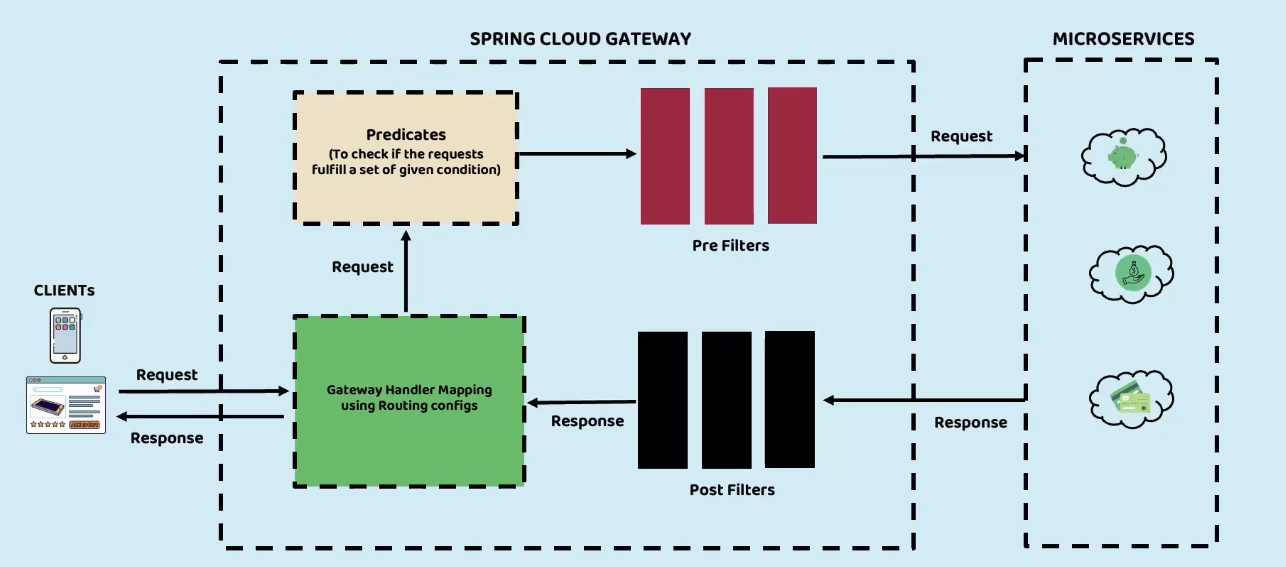 SPRING CLOUD GATEWAY
MICROSERVICES
Predicates
(To check if the requests
fulfill a set of given condition)
Request
Pre Filters
Request
CLIENTs
Gateway Handler Mapping
using Routing configs
Request
Response
Response
Response
Post Filters